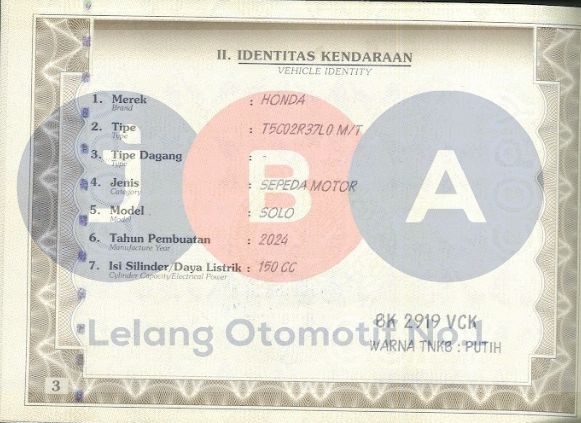 II. IDENTITAS KENDARAAN
VEHICLE IDENTITY
1. Merek : HONDA
Brand
2. Tipe : T5C02R37L0 M/T
Type
3. Tipe Dagang : -
Type
4. Jenis : SEPEDA MOTOR
Category
5. Model : SOLO
Model
6. Tahun Pembuatan : 2024
Manufacture Year
7. Isi Silinder/Daya Listrik : 150 CC
Cylinder Capacity/Electrical Power
JBA
BK 2919 VCK
Lelang Otomotif No.1
WARNA TNKB : PUTIH
3